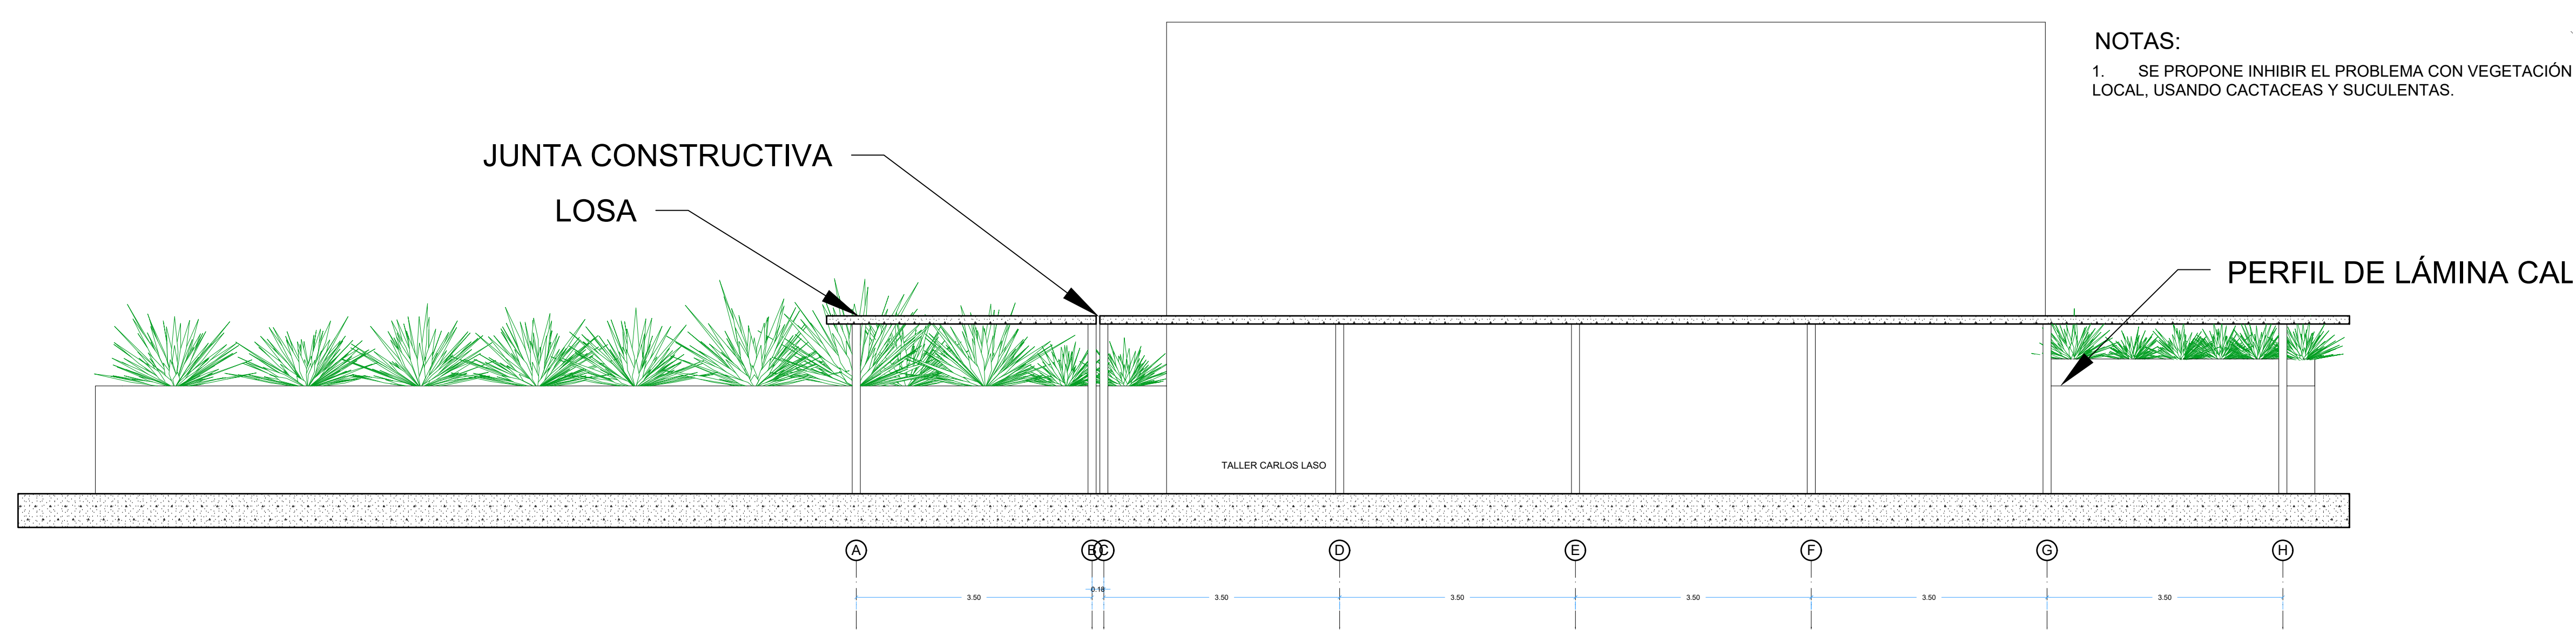 NOTAS:
1. SE PROPONE INHIBIR EL PROBLEMA CON VEGETACIÓN
LOCAL, USANDO CACTACEAS Y SUCULENTAS.
JUNTA CONSTRUCTIVA
LOSA
PERFIL DE LÁMINA CAL
TALLER CARLOS LASO
A B C D E F G H
0.18
3.50 3.50 3.50 3.50 3.50 3.50